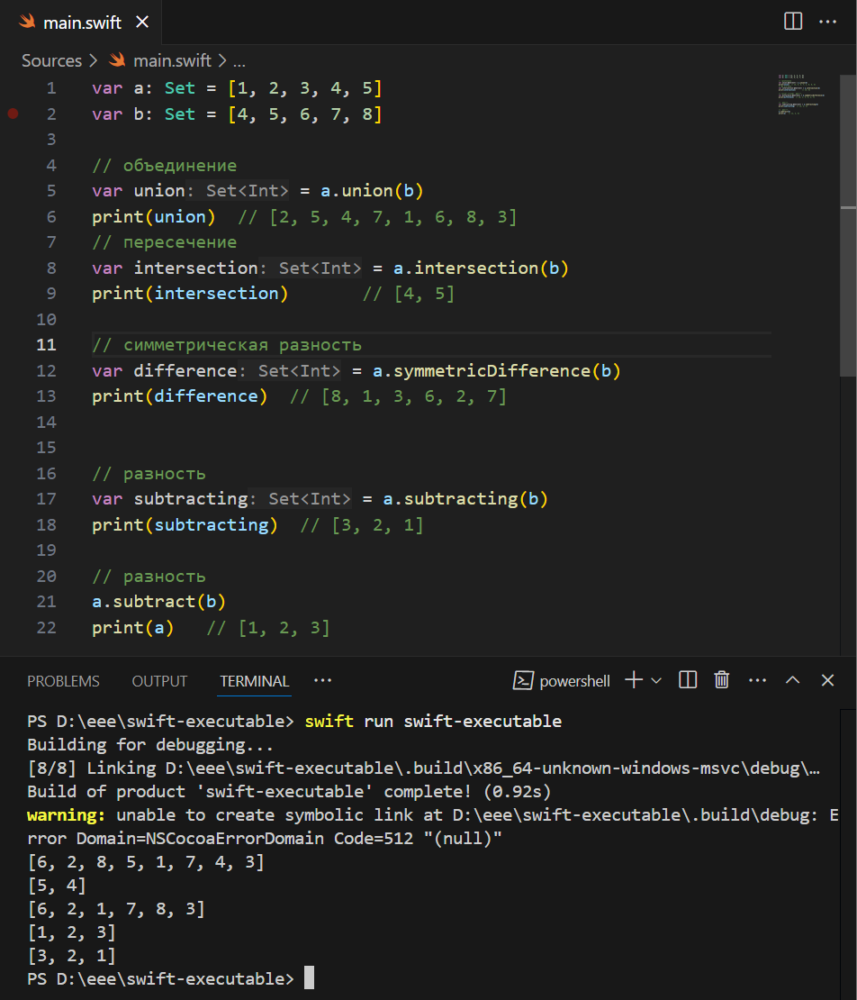 main.swift
Sources > main.swift > ...
1 var a: Set = [1, 2, 3, 4, 5]
2 var b: Set = [4, 5, 6, 7, 8]
3
4 // объединение
5 var union: Set<Int> = a.union(b)
6 print(union)  // [2, 5, 4, 7, 1, 6, 8, 3]
7 // пересечение
8 var intersection: Set<Int> = a.intersection(b)
9 print(intersection)       // [4, 5]
10
11 // симметрическая разность
12 var difference: Set<Int> = a.symmetricDifference(b)
13 print(difference)  // [8, 1, 3, 6, 2, 7]
14
15
16 // разность
17 var subtracting: Set<Int> = a.subtracting(b)
18 print(subtracting)  // [3, 2, 1]
19
20 // разность
21 a.subtract(b)
22 print(a)   // [1, 2, 3]
PROBLEMS OUTPUT TERMINAL ... powershell
PS D:\eee\swift-executable> swift run swift-executable
Building for debugging...
[8/8] Linking D:\eee\swift-executable\.build\x86_64-unknown-windows-msvc\debug\…
Build of product 'swift-executable' complete! (0.92s)
warning: unable to create symbolic link at D:\eee\swift-executable\.build\debug: E
rror Domain=NSCocoaErrorDomain Code=512 "(null)"
[6, 2, 8, 5, 1, 7, 4, 3]
[5, 4]
[6, 2, 1, 7, 8, 3]
[1, 2, 3]
[3, 2, 1]
PS D:\eee\swift-executable>